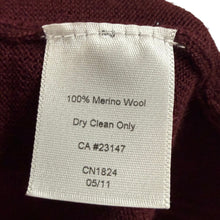 100% Merino Wool
Dry Clean Only
CA #23147
CN1824
05/11